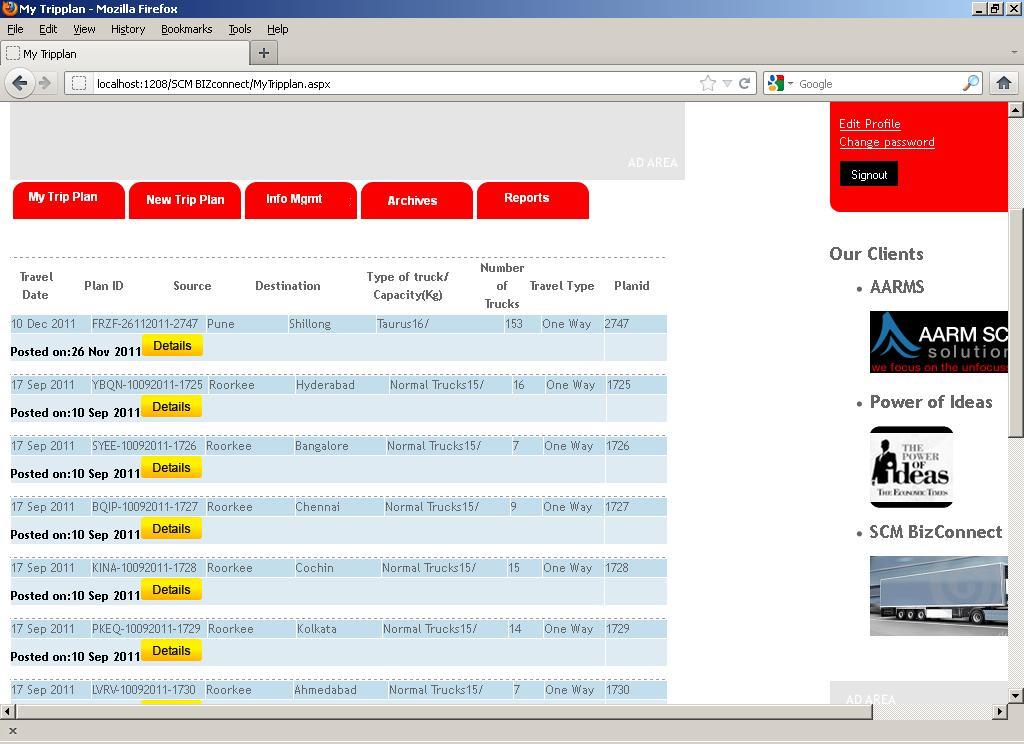 My Tripplan - Mozilla Firefox
File Edit View History Bookmarks Tools Help
My Tripplan
localhost:1208/SCM BIZconnect/MyTripplan.aspx
Google
AD AREA
Edit Profile
Change password
Signout
My Trip Plan New Trip Plan Info Mgmt Archives Reports
Travel Date Plan ID Source Destination Type of truck/ Capacity(Kg) Number of Trucks Travel Type Planid
10 Dec 2011 FRZF-26112011-2747 Pune Shillong Taurus16/ 153 One Way 2747
Posted on:26 Nov 2011 Details
17 Sep 2011 YBQN-10092011-1725 Roorkee Hyderabad Normal Trucks15/ 16 One Way 1725
Posted on:10 Sep 2011 Details
17 Sep 2011 SYEE-10092011-1726 Roorkee Bangalore Normal Trucks15/ 7 One Way 1726
Posted on:10 Sep 2011 Details
17 Sep 2011 BQIP-10092011-1727 Roorkee Chennai Normal Trucks15/ 9 One Way 1727
Posted on:10 Sep 2011 Details
17 Sep 2011 KINA-10092011-1728 Roorkee Cochin Normal Trucks15/ 15 One Way 1728
Posted on:10 Sep 2011 Details
17 Sep 2011 PKEQ-10092011-1729 Roorkee Kolkata Normal Trucks15/ 14 One Way 1729
Posted on:10 Sep 2011 Details
17 Sep 2011 LVRV-10092011-1730 Roorkee Ahmedabad Normal Trucks15/ 7 One Way 1730
Our Clients
AARMS
AARM SC
solution
we focus on the outsource
Power of Ideas
THE
POWER
OF
ideas
THE ECONOMIC TIMES
SCM BizConnect
AD AREA